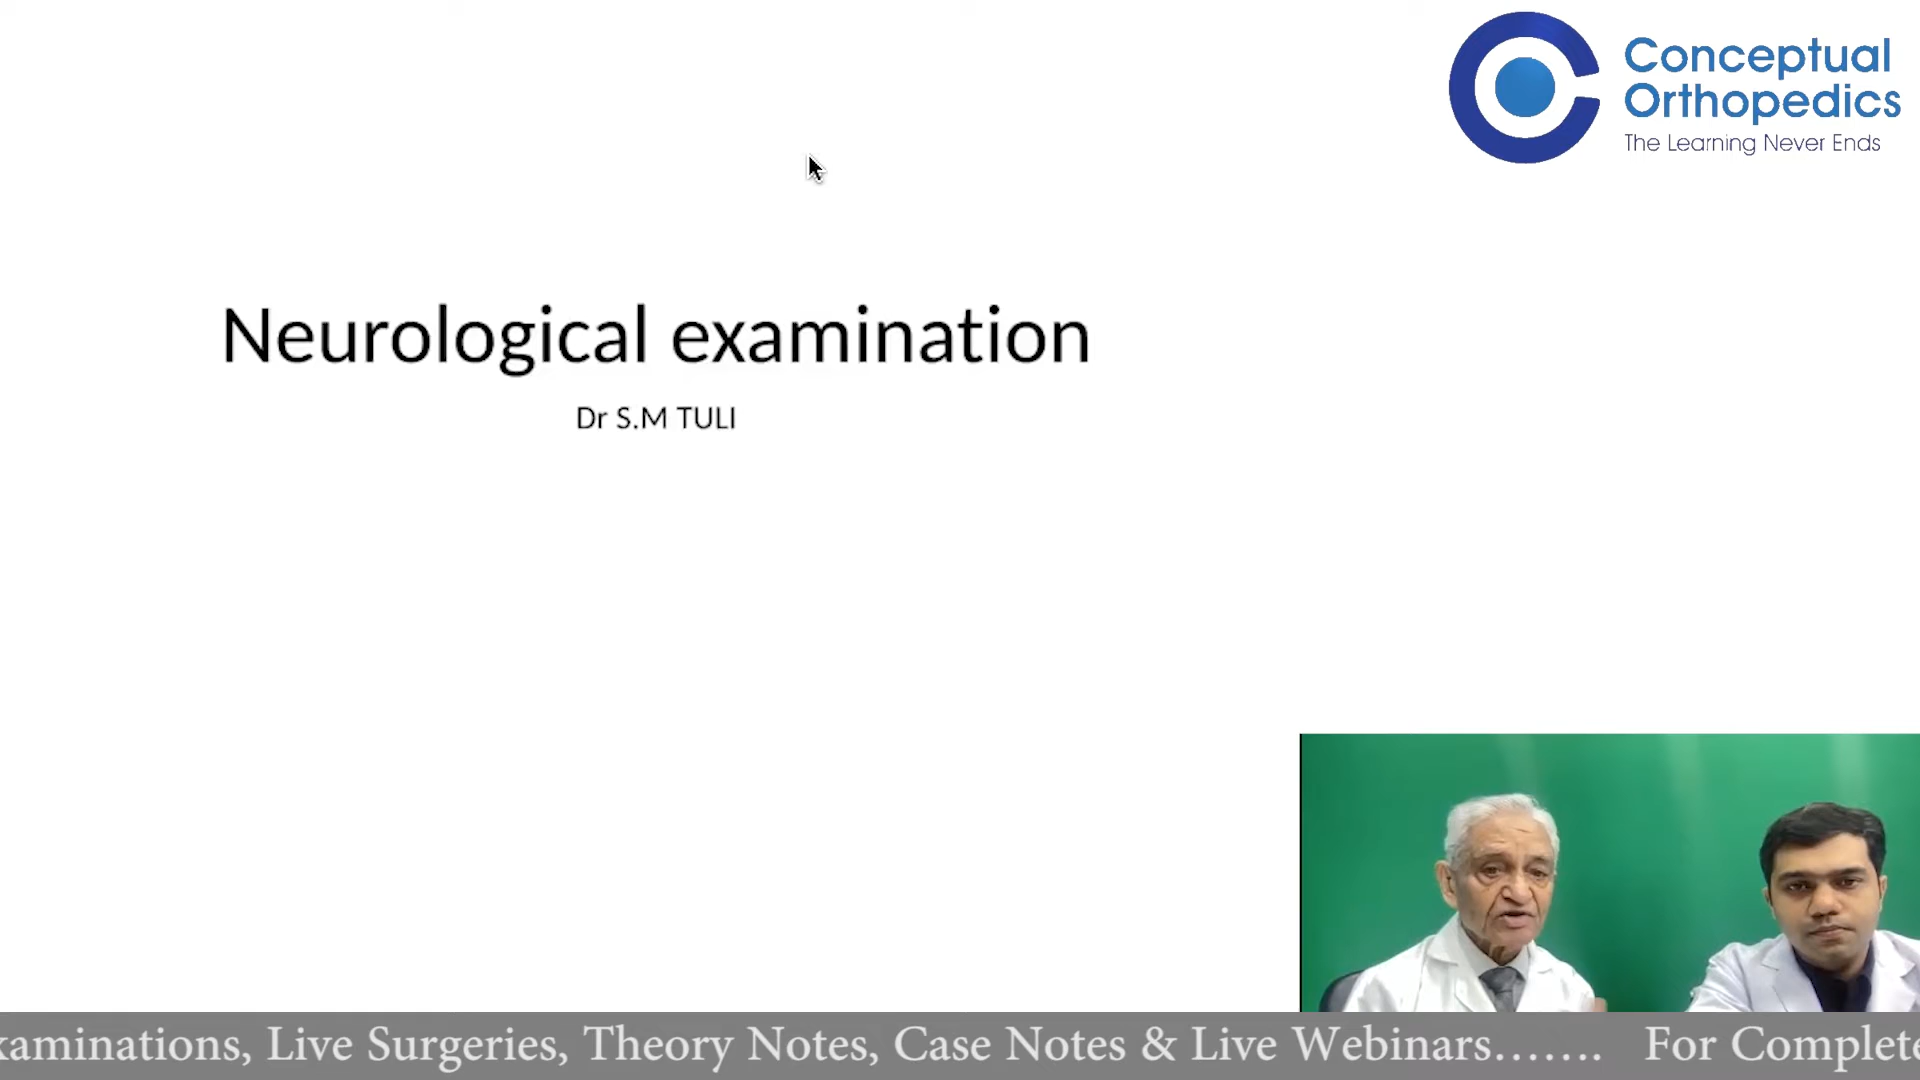 Conceptual
Orthopedics
The Learning Never Ends
Neurological examination
Dr S.M TULI
xaminations, Live Surgeries, Theory Notes, Case Notes & Live Webinars....... For Complete